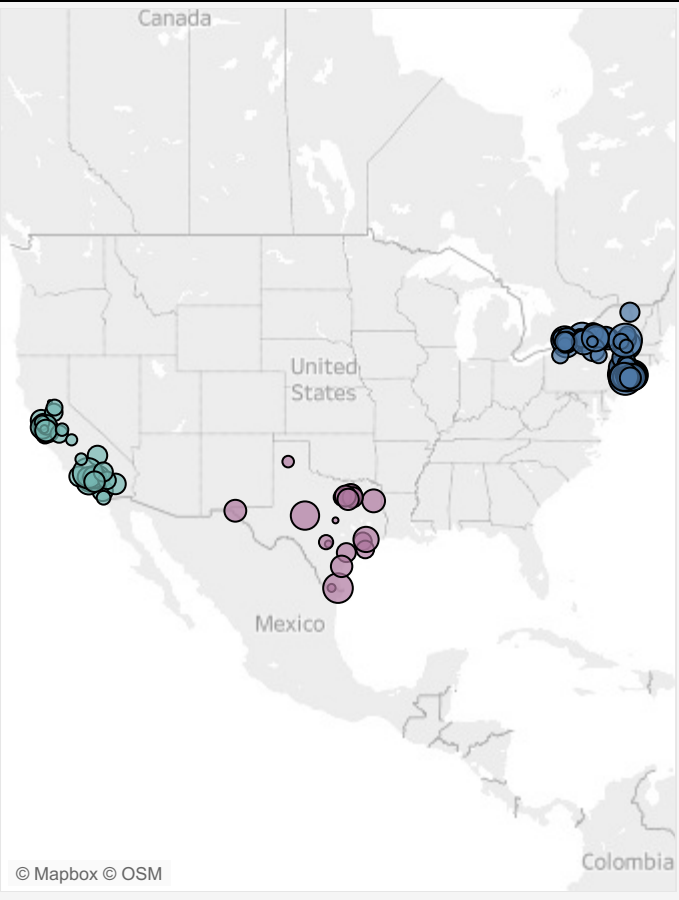 Canada
United
States
Mexico
Colombia
© Mapbox © OSM